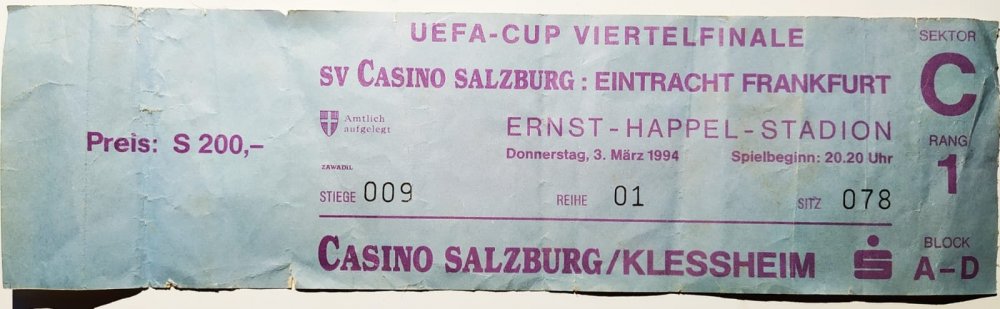 UEFA-CUP VIERTELFINALE
SV CASINO SALZBURG : EINTRACHT FRANKFURT
Amtlich
aufgelegt
ERNST-HAPPEL-STADION
Donnerstag, 3. März 1994 Spielbeginn: 20.20 Uhr
Preis: S 200,–
ZAWADIL
STIEGE 009 REIHE 01 SITZ 078
CASINO SALZBURG/KLESSHEIM
SEKTOR
C
RANG
1
BLOCK
A–D